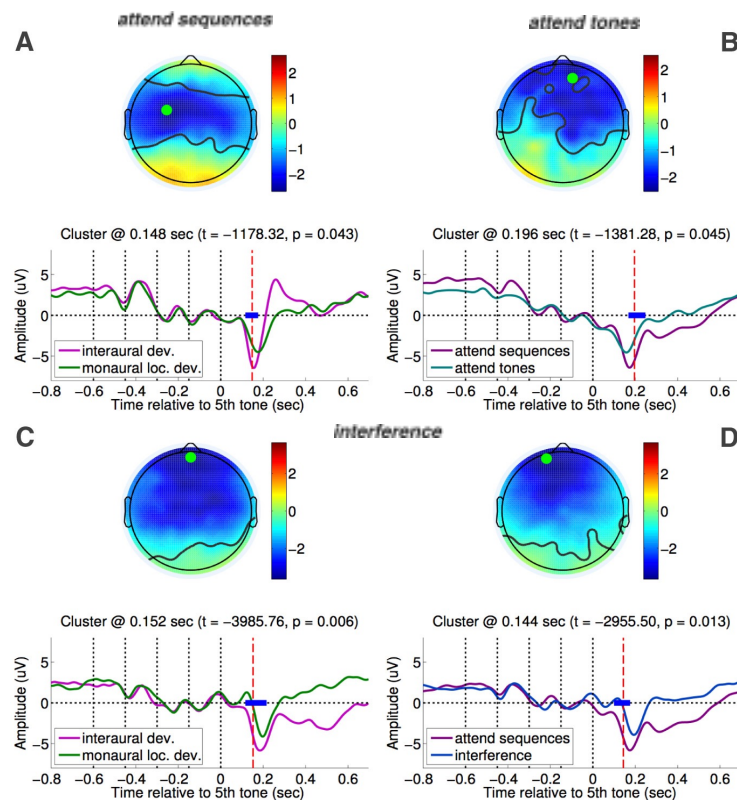 attend sequences
attend tones
A
B
2
1
0
−1
−2
2
1
0
−1
−2
Cluster @ 0.148 sec (t = −1178.32, p = 0.043)
Cluster @ 0.196 sec (t = −1381.28, p = 0.045)
Amplitude (uV)
5
0
−5
interaural dev.
monaural loc. dev.
−0.8 −0.6 −0.4 −0.2 0 0.2 0.4 0.6
Time relative to 5th tone (sec)
Amplitude (uV)
5
0
−5
attend sequences
attend tones
−0.8 −0.6 −0.4 −0.2 0 0.2 0.4 0.6
Time relative to 5th tone (sec)
C
interference
D
2
0
−2
2
0
−2
Cluster @ 0.152 sec (t = −3985.76, p = 0.006)
Cluster @ 0.144 sec (t = −2955.50, p = 0.013)
Amplitude (uV)
5
0
−5
interaural dev.
monaural loc. dev.
−0.8 −0.6 −0.4 −0.2 0 0.2 0.4 0.6
Time relative to 5th tone (sec)
Amplitude (uV)
5
0
−5
attend sequences
interference
−0.8 −0.6 −0.4 −0.2 0 0.2 0.4 0.6
Time relative to 5th tone (sec)